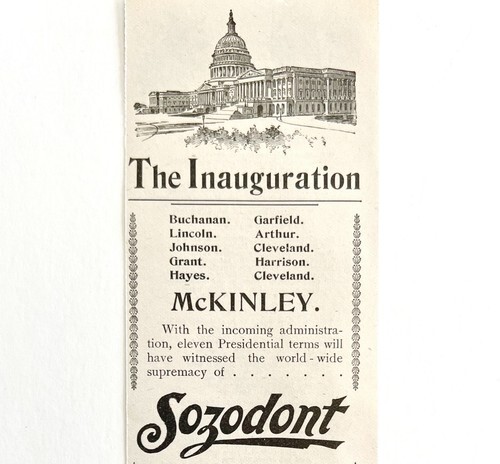 The Inauguration
Buchanan. Garfield.
Lincoln. Arthur.
Johnson. Cleveland.
Grant. Harrison.
Hayes. Cleveland.
McKINLEY.
With the incoming administra-
tion, eleven Presidential terms will
have witnessed the world-wide
supremacy of . . . . . . .
Sozodont